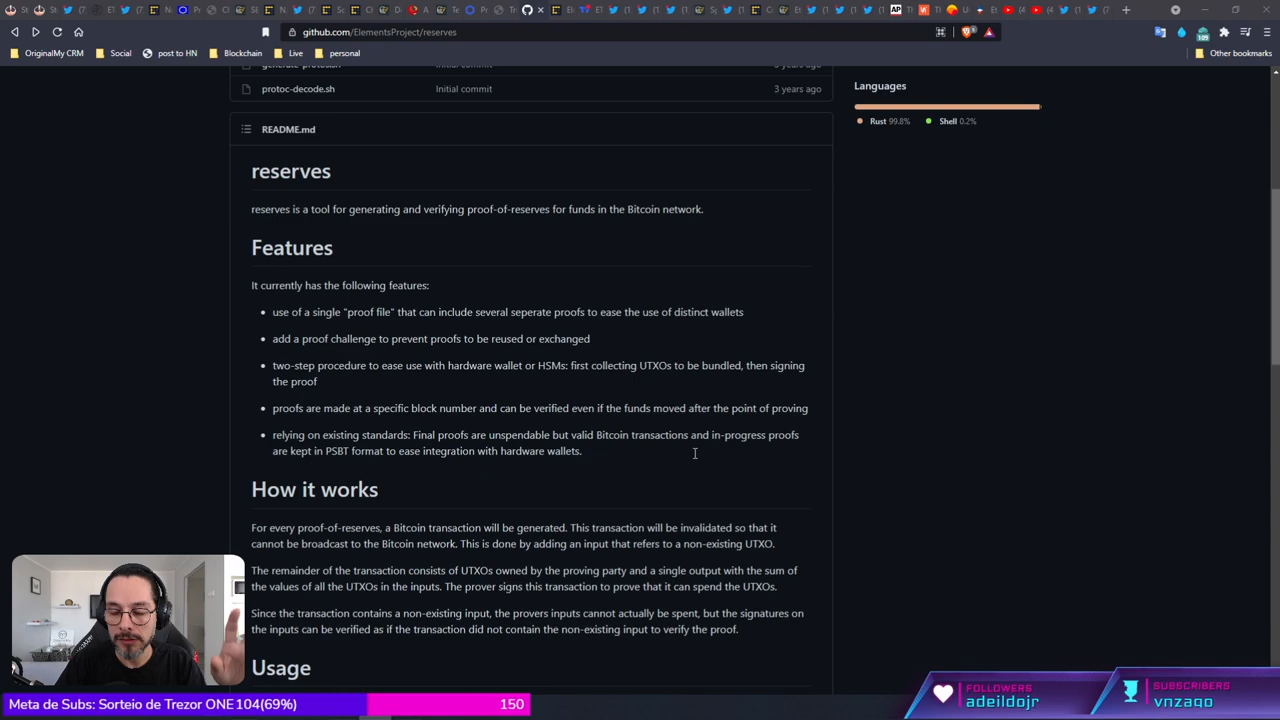 github.com/ElementsProject/reserves
109
OriginalMy CRM
Social
post to HN
Blockchain
Live
personal
Other bookmarks
generate-protos.sh
Initial commit
3 years ago
protoc-decode.sh
Initial commit
3 years ago
Languages
Rust 99.8%
Shell 0.2%
README.md
reserves
reserves is a tool for generating and verifying proof-of-reserves for funds in the Bitcoin network.
Features
It currently has the following features:
use of a single "proof file" that can include several seperate proofs to ease the use of distinct wallets
add a proof challenge to prevent proofs to be reused or exchanged
two-step procedure to ease use with hardware wallet or HSMs: first collecting UTXOs to be bundled, then signing
the proof
proofs are made at a specific block number and can be verified even if the funds moved after the point of proving
relying on existing standards: Final proofs are unspendable but valid Bitcoin transactions and in-progress proofs
are kept in PSBT format to ease integration with hardware wallets.
How it works
For every proof-of-reserves, a Bitcoin transaction will be generated. This transaction will be invalidated so that it
cannot be broadcast to the Bitcoin network. This is done by adding an input that refers to a non-existing UTXO.
The remainder of the transaction consists of UTXOs owned by the proving party and a single output with the sum of
the values of all the UTXOs in the inputs. The prover signs this transaction to prove that it can spend the UTXOs.
Since the transaction contains a non-existing input, the provers inputs cannot actually be spent, but the signatures on
the inputs can be verified as if the transaction did not contain the non-existing input to verify the proof.
Usage
Meta de Subs: Sorteio de Trezor ONE 104(69%)
150
FOLLOWERS
adeildojr
SUBSCRIBERS
vnzago